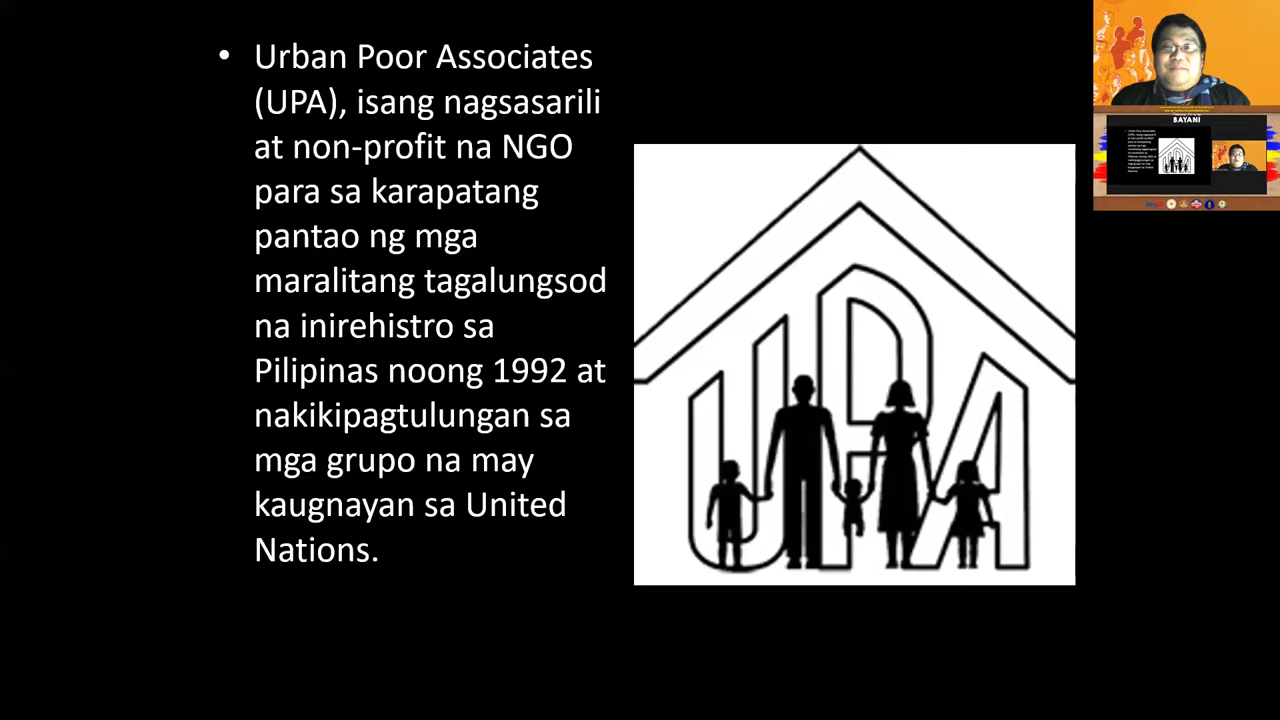 • Urban Poor Associates
(UPA), isang nagsasarili
at non-profit na NGO
para sa karapatang
pantao ng mga
maralitang tagalungsod
na inirehistro sa
Pilipinas noong 1992 at
nakikipagtulungan sa
mga grupo na may
kaugnayan sa United
Nations.
UPA
BAYANI